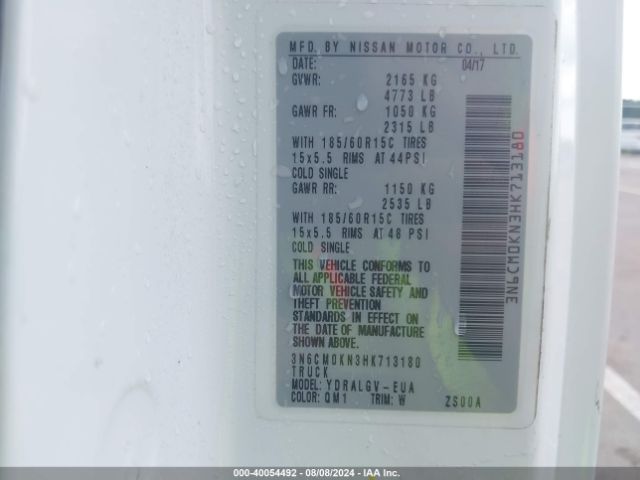 MFD. BY NISSAN MOTOR CO., LTD.
DATE: 04/17
GVWR: 2165 KG
4773 LB
GAWR FR: 1050 KG
2315 LB
WITH 185/60R15C TIRES
15x5.5 RIMS AT 44PSI
COLD SINGLE
GAWR RR: 1150 KG
2535 LB
WITH 185/60R15C TIRES
15x5.5 RIMS AT 48 PSI
COLD SINGLE
THIS VEHICLE CONFORMS TO
ALL APPLICABLE FEDERAL
MOTOR VEHICLE SAFETY AND
THEFT PREVENTION
STANDARDS IN EFFECT ON
THE DATE OF MANUFACTURE
SHOWN ABOVE.
3N6CM0KN3HK713180
TRUCK
MODEL: YDRALGV-EUA
COLOR: QM1 TRIM: W ZS00A
3N6CM0KN3HK713180
000-40054492 - 08/08/2024 - IAA Inc.